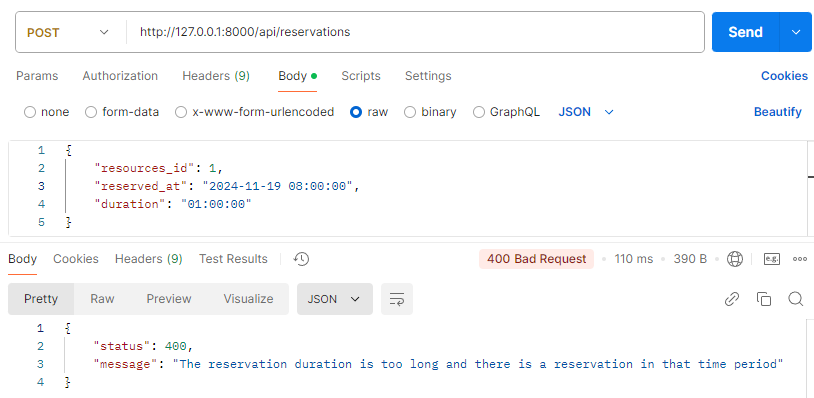 POST http://127.0.0.1:8000/api/reservations Send
Params Authorization Headers (9) Body Scripts Settings Cookies
none form-data x-www-form-urlencoded raw binary GraphQL JSON Beautify
1 {
2 "resources_id": 1,
3 "reserved_at": "2024-11-19 08:00:00",
4 "duration": "01:00:00"
5 }
Body Cookies Headers (9) Test Results 400 Bad Request 110 ms 390 B e.g.
Pretty Raw Preview Visualize JSON
1 {
2 "status": 400,
3 "message": "The reservation duration is too long and there is a reservation in that time period"
4 }